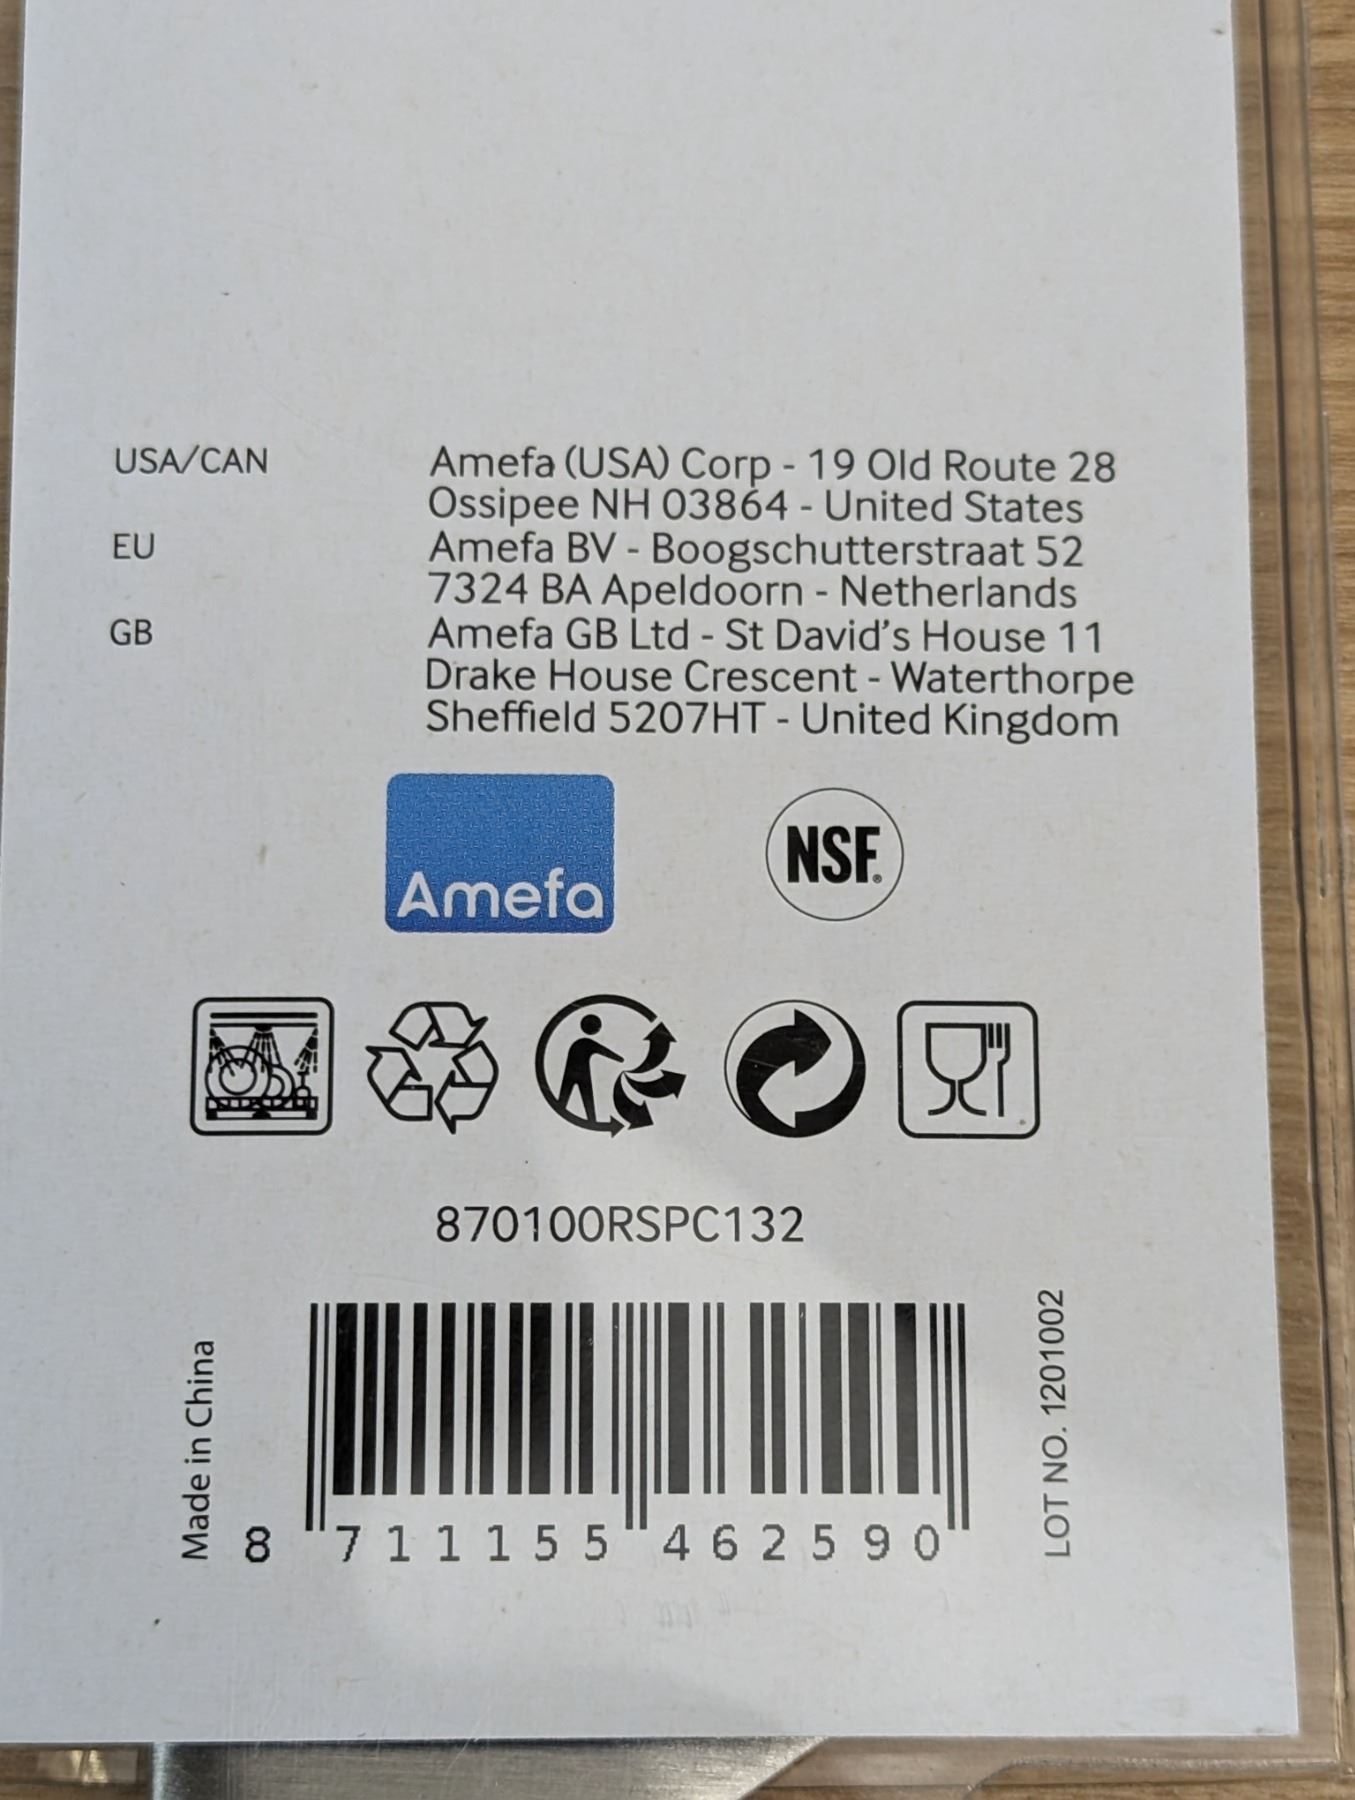 USA/CAN Amefa (USA) Corp - 19 Old Route 28
Ossipee NH 03864 - United States
EU Amefa BV - Boogschutterstraat 52
7324 BA Apeldoorn - Netherlands
GB Amefa GB Ltd - St David's House 11
Drake House Crescent - Waterthorpe
Sheffield 5207HT - United Kingdom
Amefa
NSF®
870100RSPC132
Made in China
8 711155 462590
LOT NO. 1201002